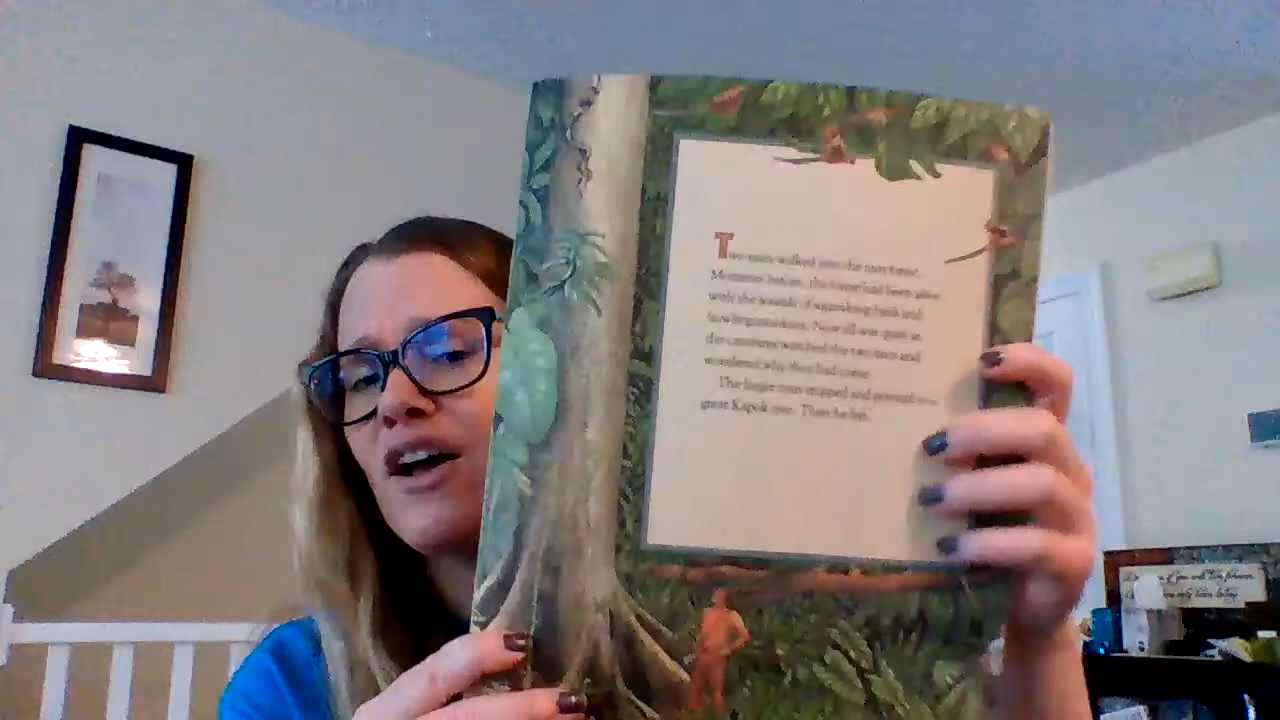 Two men walked into the rain forest.
Moments before, the forest had been alive
with the sounds of squawking birds and
howling monkeys. Now all was quiet as
the creatures watched the two men and
wondered why they had come.
The larger man stopped and pointed to a
great Kapok tree. Then he left.